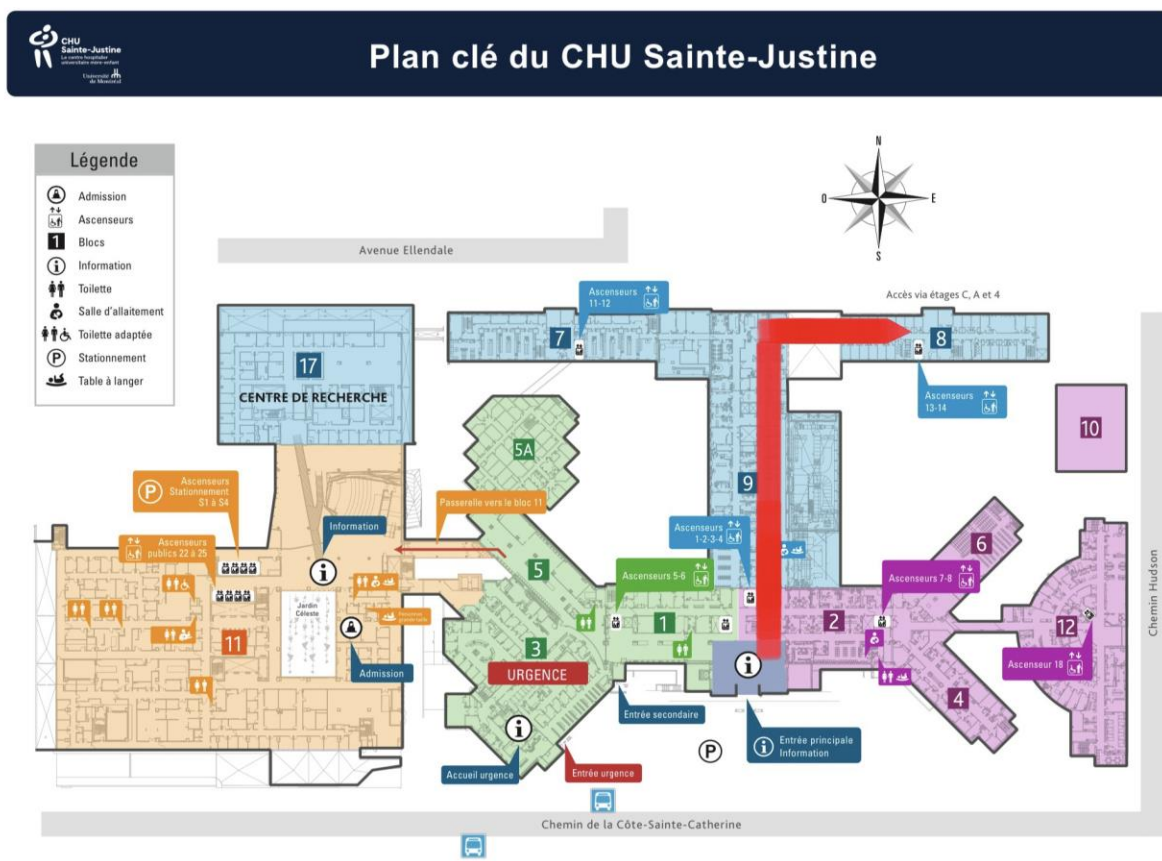 CHU
Sainte-Justine
Le centre hospitalier
universitaire mère-enfant
Université
de Montréal
Plan clé du CHU Sainte-Justine
Légende
Admission
Ascenseurs
1 Blocs
Information
Toilette
Salle d'allaitement
Toilette adaptée
P Stationnement
Table à langer
N
O E
S
Avenue Ellendale
Accès via étages C, A et 4
Ascenseurs
11-12
7
8
17
CENTRE DE RECHERCHE
Ascenseurs
13-14
10
5A
P Ascenseurs
Stationnement
S1 à S4
Passerelle vers le bloc 11
9
Information
Ascenseurs
1-2-3-4
Ascenseurs
publics 22 à 25
6
5
Ascenseurs 5-6
Ascenseurs 7-8
Jardin
Céleste
1
2
12
11
3
URGENCE
Admission
Ascenseur 18
4
Entrée secondaire
Entrée principale
Information
P
Accueil urgence
Entrée urgence
Chemin Hudson
Chemin de la Côte-Sainte-Catherine